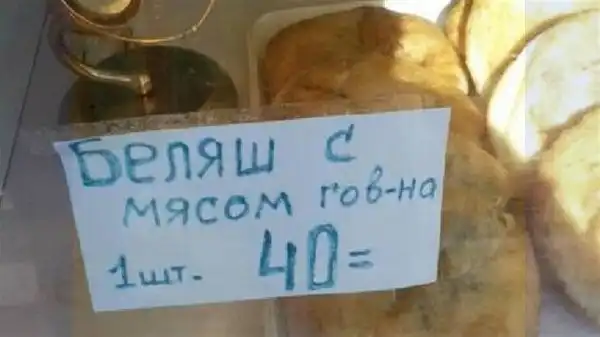 Беляш с
мясом гов-на
1шт. 40=